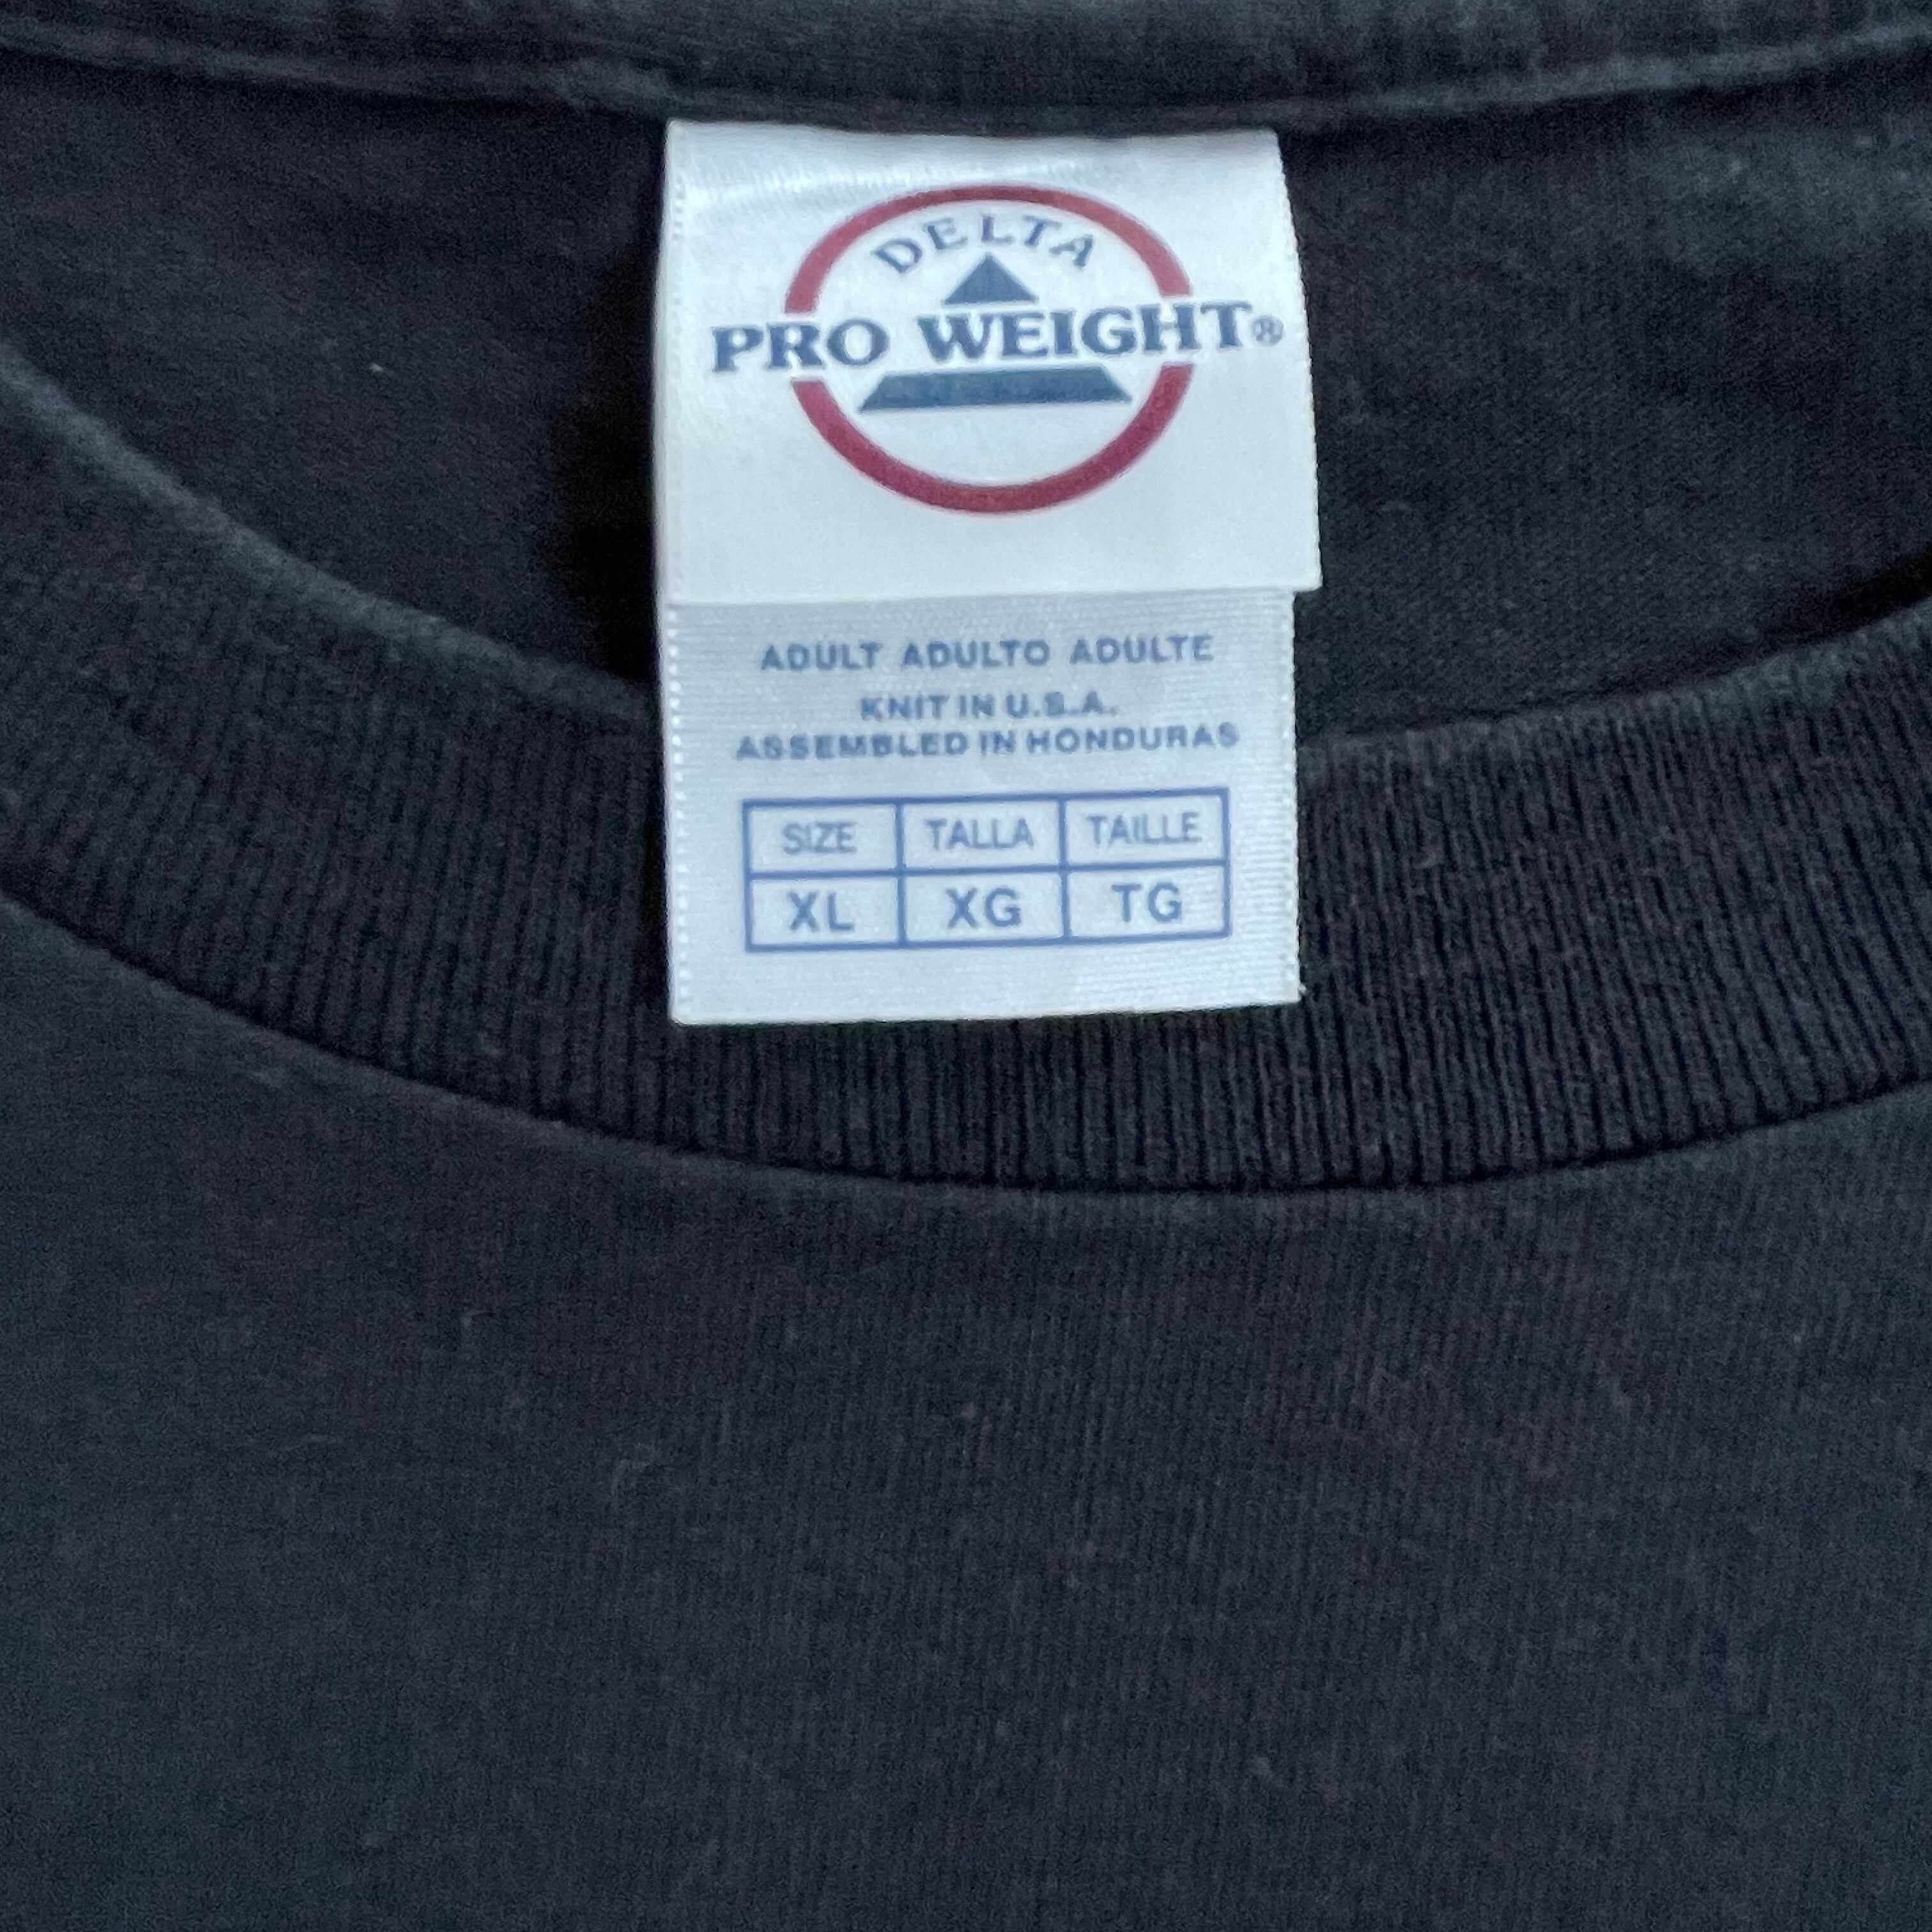 DELTA
PRO WEIGHT®
ADULT ADULTO ADULTE
KNIT IN U.S.A.
ASSEMBLED IN HONDURAS
SIZE TALLA TAILLE
XL XG TG